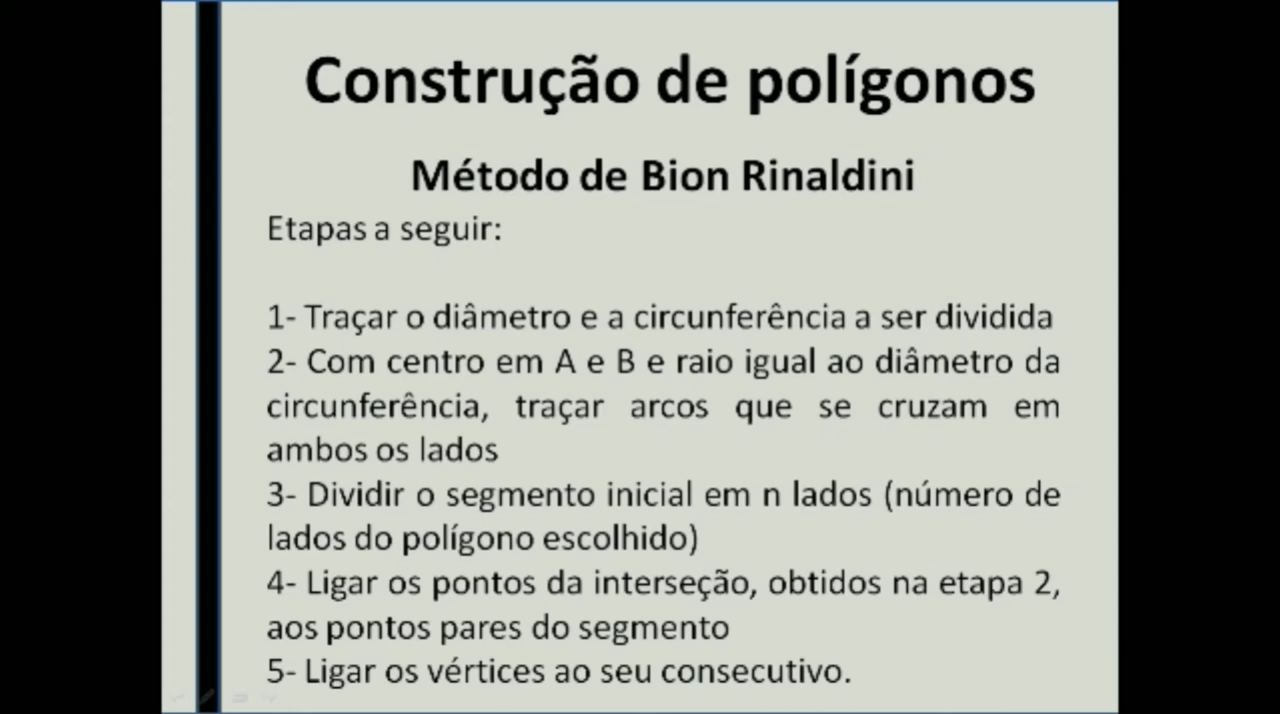 Construção de polígonos
Método de Bion Rinaldini
Etapas a seguir:
1- Traçar o diâmetro e a circunferência a ser dividida
2- Com centro em A e B e raio igual ao diâmetro da
circunferência, traçar arcos que se cruzam em
ambos os lados
3- Dividir o segmento inicial em n lados (número de
lados do polígono escolhido)
4- Ligar os pontos da interseção, obtidos na etapa 2,
aos pontos pares do segmento
5- Ligar os vértices ao seu consecutivo.